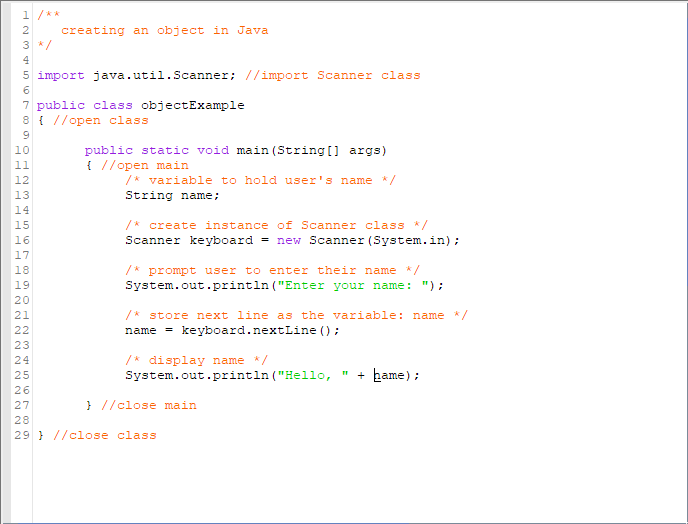 1 /**
2    creating an object in Java
3 */
4
5 import java.util.Scanner; //import Scanner class
6
7 public class objectExample
8 { //open class
9
10       public static void main(String[] args)
11       { //open main
12            /* variable to hold user's name */
13            String name;
14
15            /* create instance of Scanner class */
16            Scanner keyboard = new Scanner(System.in);
17
18            /* prompt user to enter their name */
19            System.out.println("Enter your name: ");
20
21            /* store next line as the variable: name */
22            name = keyboard.nextLine();
23
24            /* display name */
25            System.out.println("Hello, " + name);
26
27       } //close main
28
29 } //close class